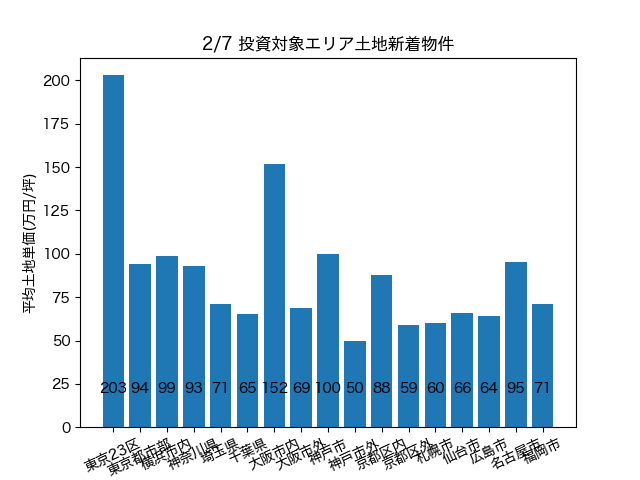 2/7 投資対象エリア土地新着物件
平均土地単価(万円/坪)
200
175
150
125
100
75
50
25
0
203 94 99 93 71 65 152 69 100 50 88 59 60 66 64 95 71
東京23区
東京都市部
横浜市内
神奈川県
埼玉県
千葉県
大阪市内
大阪市外
神戸市
神戸市外
京都区内
京都区外
札幌市
仙台市
広島市
名古屋市
福岡市